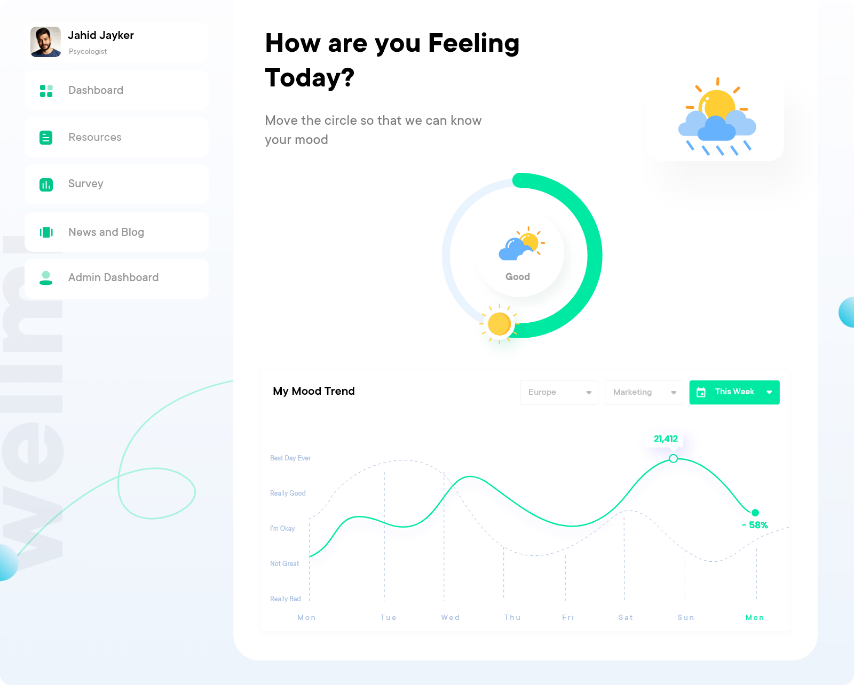 Jahid Jayker
Psycologist
Dashboard
Resources
Survey
News and Blog
Admin Dashboard
wellmi
How are you Feeling
Today?
Move the circle so that we can know
your mood
Good
My Mood Trend
Europe
Marketing
This Week
21,412
Best Day Ever
Really Good
I'm Okay
Not Great
Really Bad
- 58%
Mon Tue Wed Thu Fri Sat Sun Mon